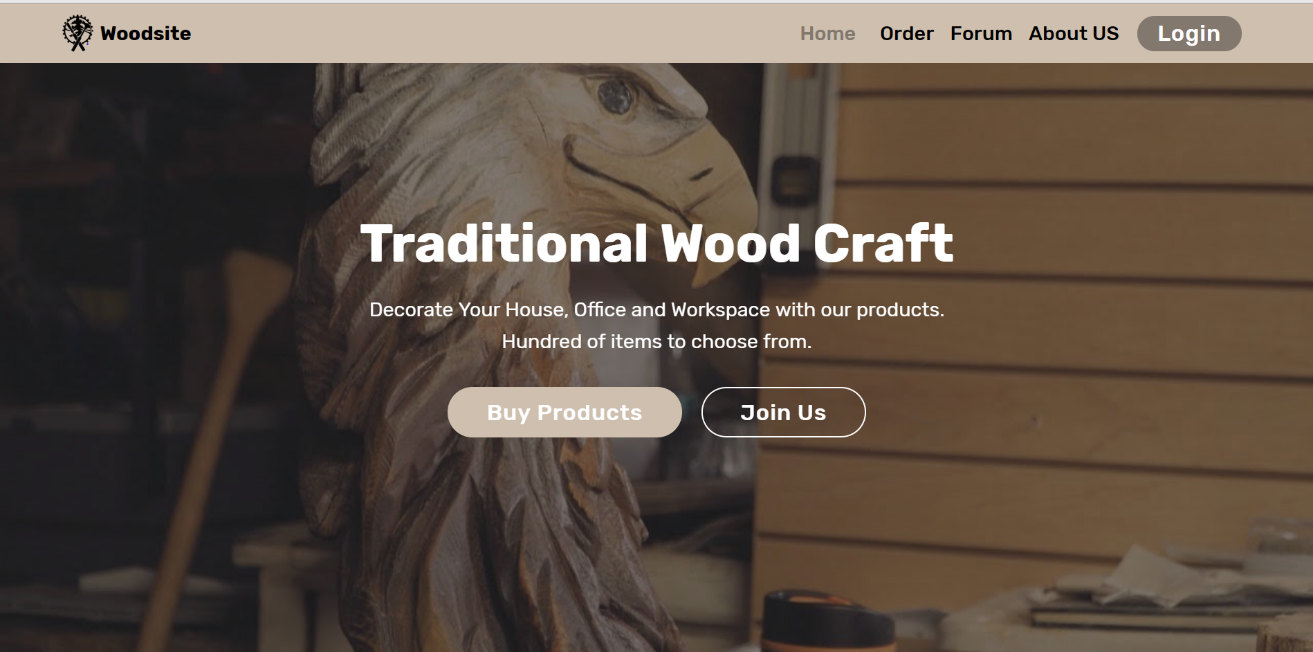 Woodsite
Home Order Forum About US Login
Traditional Wood Craft
Decorate Your House, Office and Workspace with our products.
Hundred of items to choose from.
Buy Products Join Us